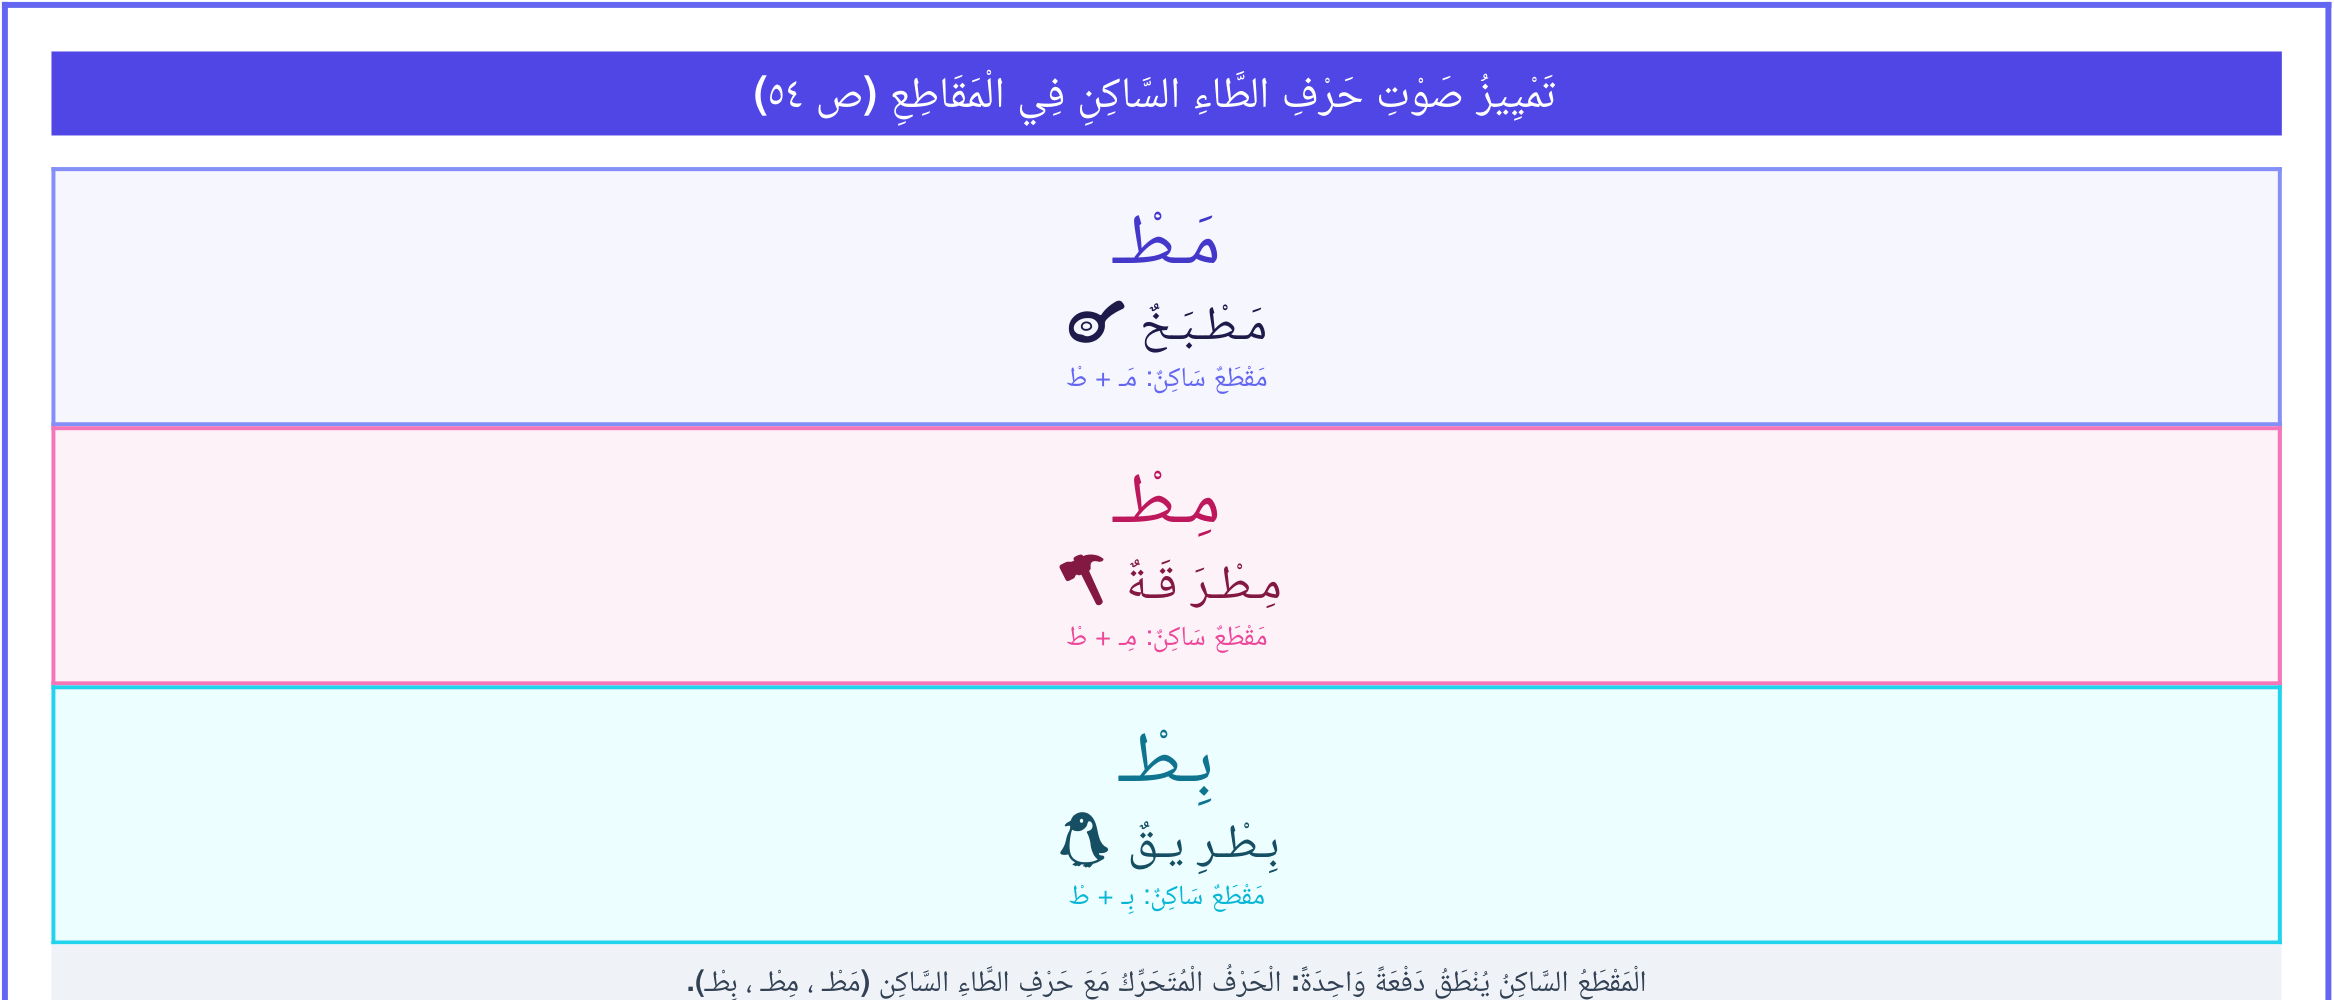 تَمْيِيزُ صَوْتِ حَرْفِ الطَّاءِ السَّاكِنِ فِي الْمَقَاطِعِ (ص ٥٤)
مَـطْـ
مَـطْـبَـخٌ
مَقْطَعٌ سَاكِنٌ: مَـ + طْ
مِـطْـ
مِـطْـرَ قَـةٌ
مَقْطَعٌ سَاكِنٌ: مِـ + طْ
بِـطْـ
بِـطْـرِ يـقٌ
مَقْطَعٌ سَاكِنٌ: بِـ + طْ
الْمَقْطَعُ السَّاكِنُ يُنْطَقُ دَفْعَةً وَاحِدَةً: الْحَرْفُ الْمُتَحَرِّكُ مَعَ حَرْفِ الطَّاءِ السَّاكِنِ (مَطْـ ، مِطْـ ، بِطْـ).